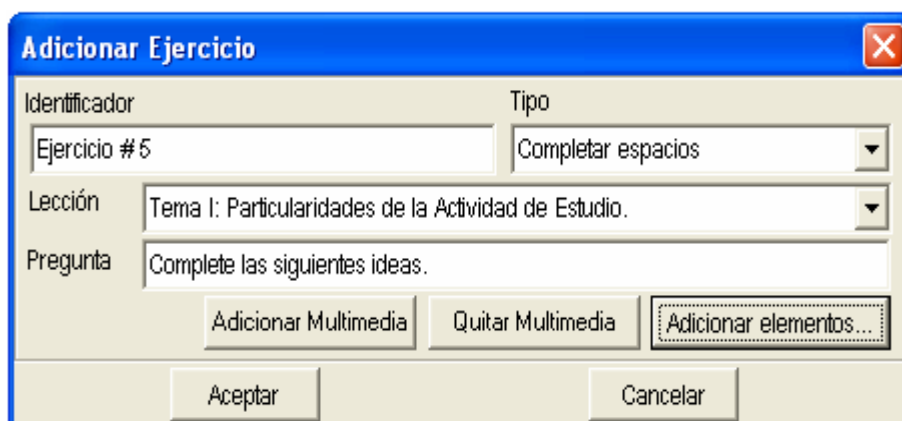 Adicionar Ejercicio
Identificador Tipo
Ejercicio #5 Completar espacios
Lección Tema I: Particularidades de la Actividad de Estudio.
Pregunta Complete las siguientes ideas.
Adicionar Multimedia Quitar Multimedia Adicionar elementos...
Aceptar Cancelar